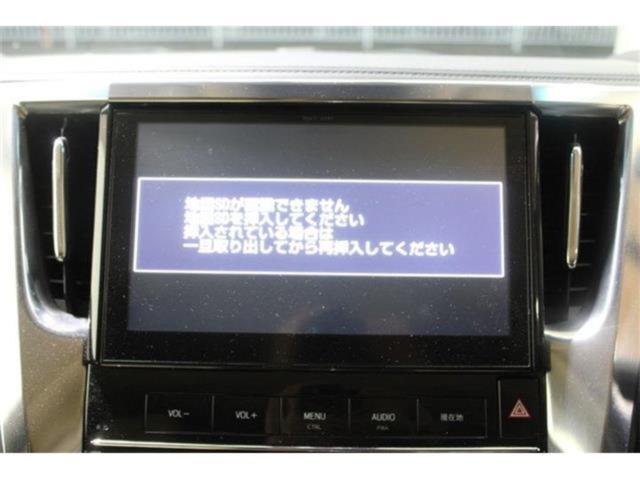 地図SDが認識できません
地図SDを挿入してください
挿入されている場合は
一旦取り出してから再挿入してください
VOL− VOL+ MENU AUDIO 現在地
CTRL